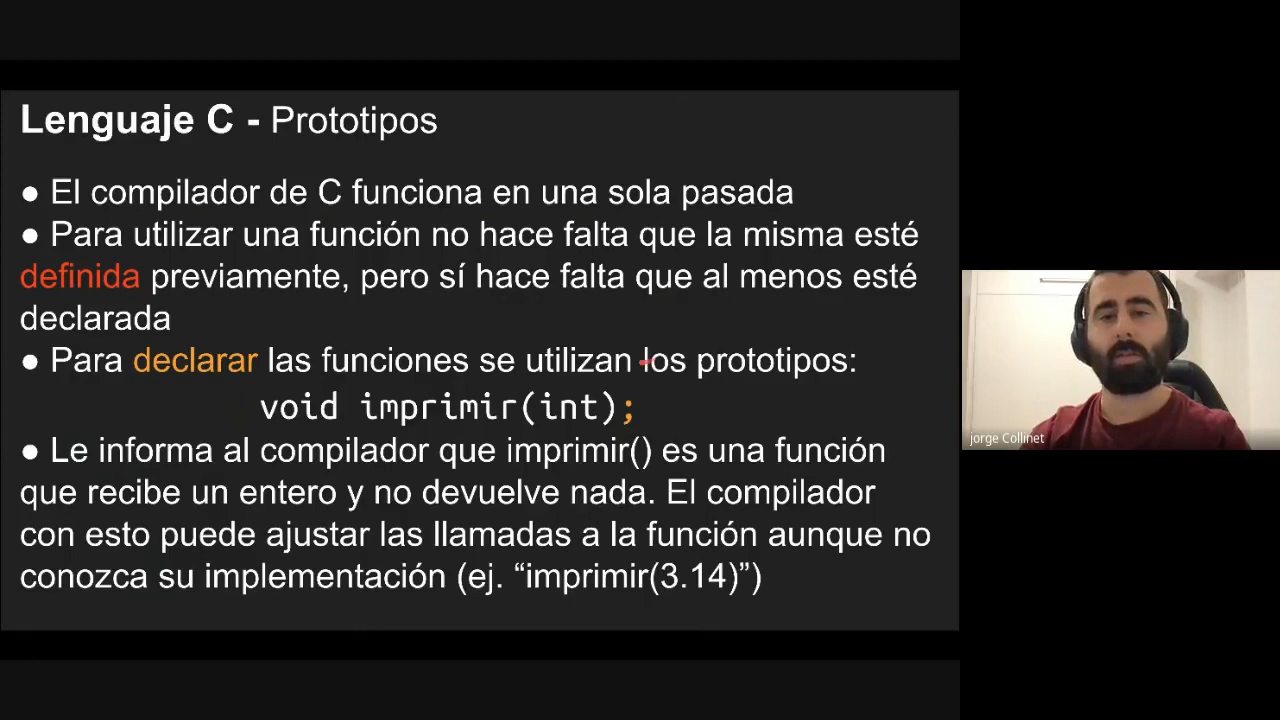 Lenguaje C - Prototipos
● El compilador de C funciona en una sola pasada
● Para utilizar una función no hace falta que la misma esté
definida previamente, pero sí hace falta que al menos esté
declarada
● Para declarar las funciones se utilizan los prototipos:
void imprimir(int);
● Le informa al compilador que imprimir() es una función
que recibe un entero y no devuelve nada. El compilador
con esto puede ajustar las llamadas a la función aunque no
conozca su implementación (ej. “imprimir(3.14)”)
jorge Collinet